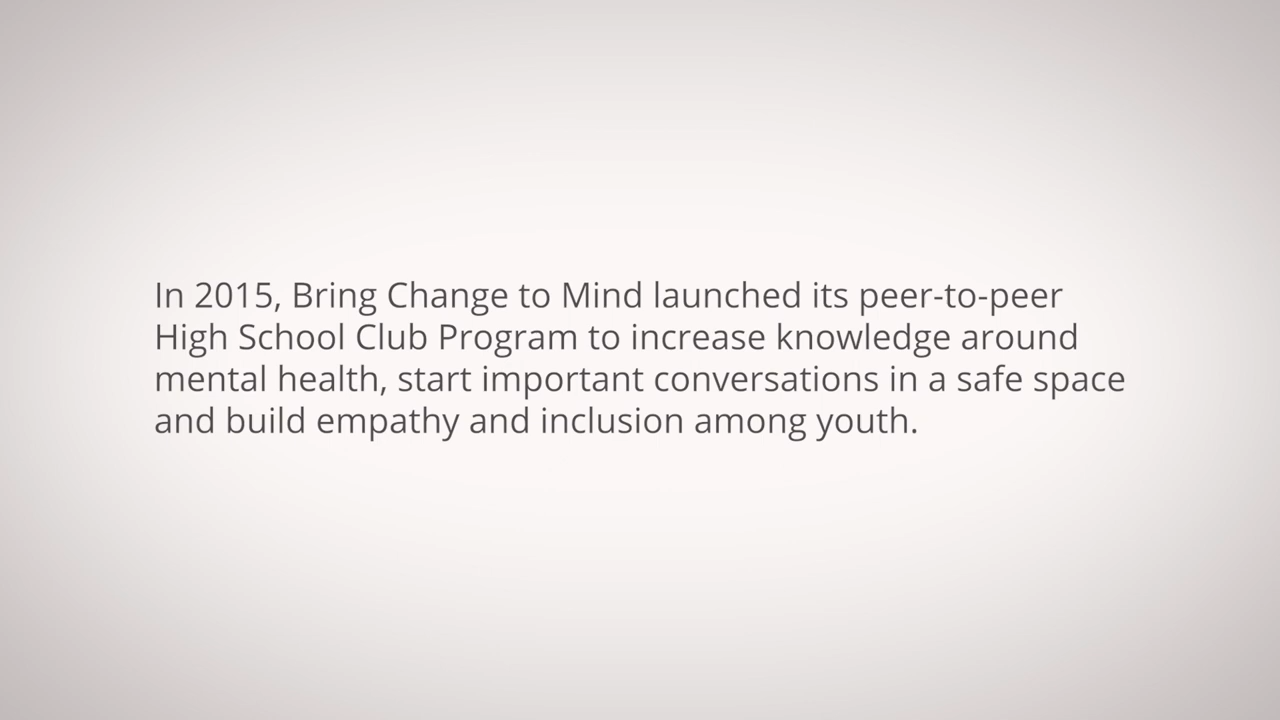 In 2015, Bring Change to Mind launched its peer-to-peer
High School Club Program to increase knowledge around
mental health, start important conversations in a safe space
and build empathy and inclusion among youth.